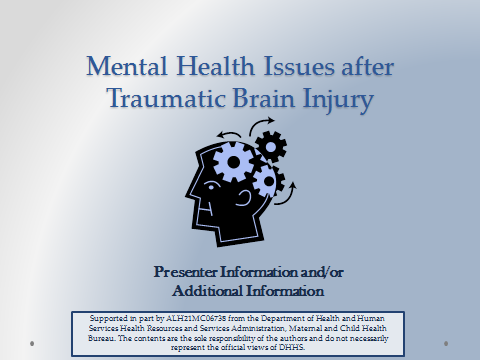 Mental Health Issues after
Traumatic Brain Injury
Presenter Information and/or
Additional Information
Supported in part by ALH21MC06738 from the Department of Health and Human
Services Health Resources and Services Administration, Maternal and Child Health
Bureau. The contents are the sole responsibility of the authors and do not necessarily
represent the official views of DHHS.